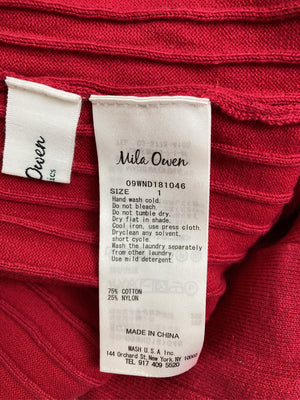 Mila Owen
09WND181046
SIZE 1
Hand wash cold.
Do not bleach.
Do not tumble dry.
Dry flat in shade.
Cool iron, use press cloth.
Dryclean any solvent,
short cycle.
Wash the laundry separately
from other laundry.
Use mild detergent.
75% COTTON
25% NYLON
MADE IN CHINA
MASH U.S.A Inc.
144 Orchard St, New York, NY 10002
TEL 917 409 5520
Owen
ICS